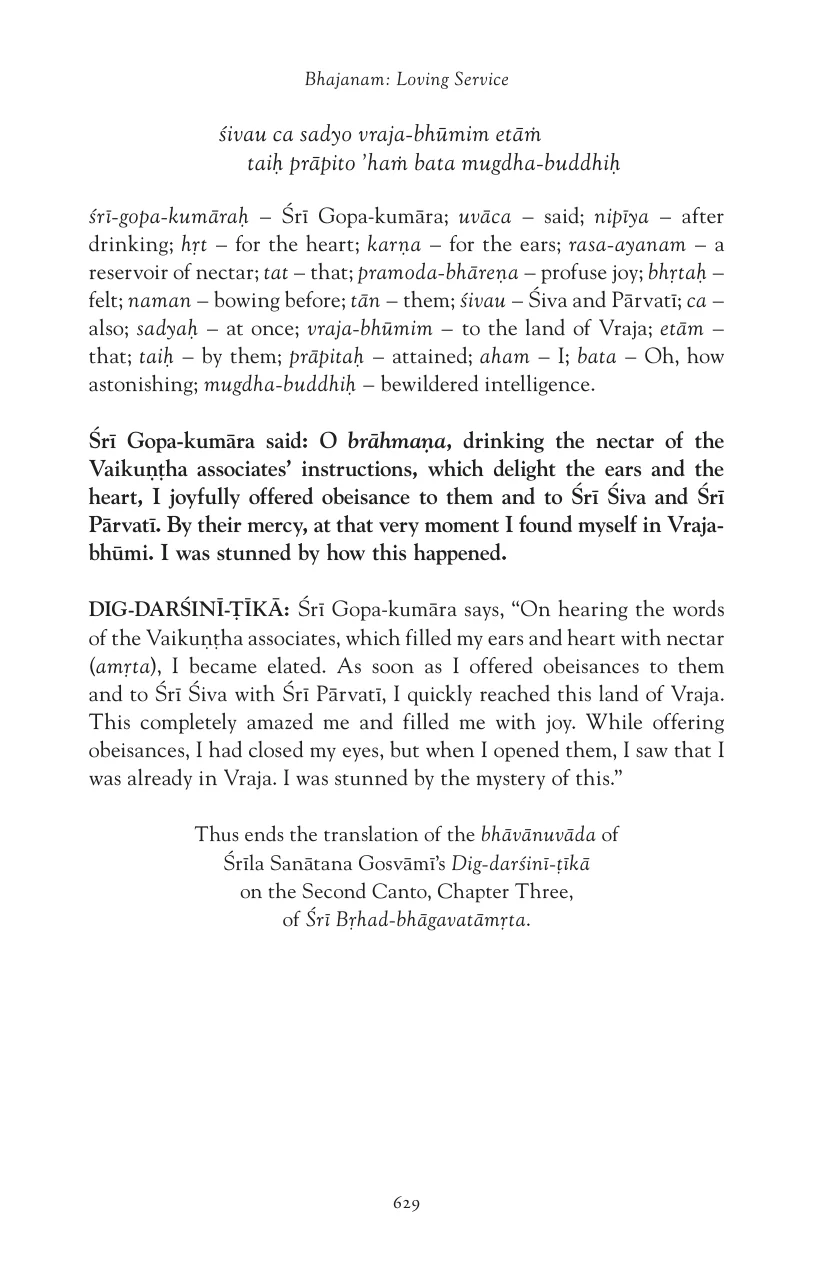 Bhajanam: Loving Service
śivau ca sadyo vraja-bhūmim etāṁ
taiḥ prāpito ’haṁ bata mugdha-buddhiḥ
śrī-gopa-kumāraḥ – Śrī Gopa-kumāra; uvāca – said; nipīya – after
drinking; hṛt – for the heart; karṇa – for the ears; rasa-ayanam – a
reservoir of nectar; tat – that; pramoda-bhāreṇa – profuse joy; bhṛtaḥ –
felt; naman – bowing before; tān – them; śivau – Śiva and Pārvatī; ca –
also; sadyaḥ – at once; vraja-bhūmim – to the land of Vraja; etām –
that; taiḥ – by them; prāpitaḥ – attained; aham – I; bata – Oh, how
astonishing; mugdha-buddhiḥ – bewildered intelligence.
Śrī Gopa-kumāra said: O brāhmaṇa, drinking the nectar of the
Vaikuṇṭha associates’ instructions, which delight the ears and the
heart, I joyfully offered obeisance to them and to Śrī Śiva and Śrī
Pārvatī. By their mercy, at that very moment I found myself in Vraja-
bhūmi. I was stunned by how this happened.
DIG-DARŚINĪ-ṬĪKĀ: Śrī Gopa-kumāra says, “On hearing the words
of the Vaikuṇṭha associates, which filled my ears and heart with nectar
(amṛta), I became elated. As soon as I offered obeisances to them
and to Śrī Śiva with Śrī Pārvatī, I quickly reached this land of Vraja.
This completely amazed me and filled me with joy. While offering
obeisances, I had closed my eyes, but when I opened them, I saw that I
was already in Vraja. I was stunned by the mystery of this.”
Thus ends the translation of the bhāvānuvāda of
Śrīla Sanātana Gosvāmī’s Dig-darśinī-ṭīkā
on the Second Canto, Chapter Three,
of Śrī Bṛhad-bhāgavatāmṛta.
629